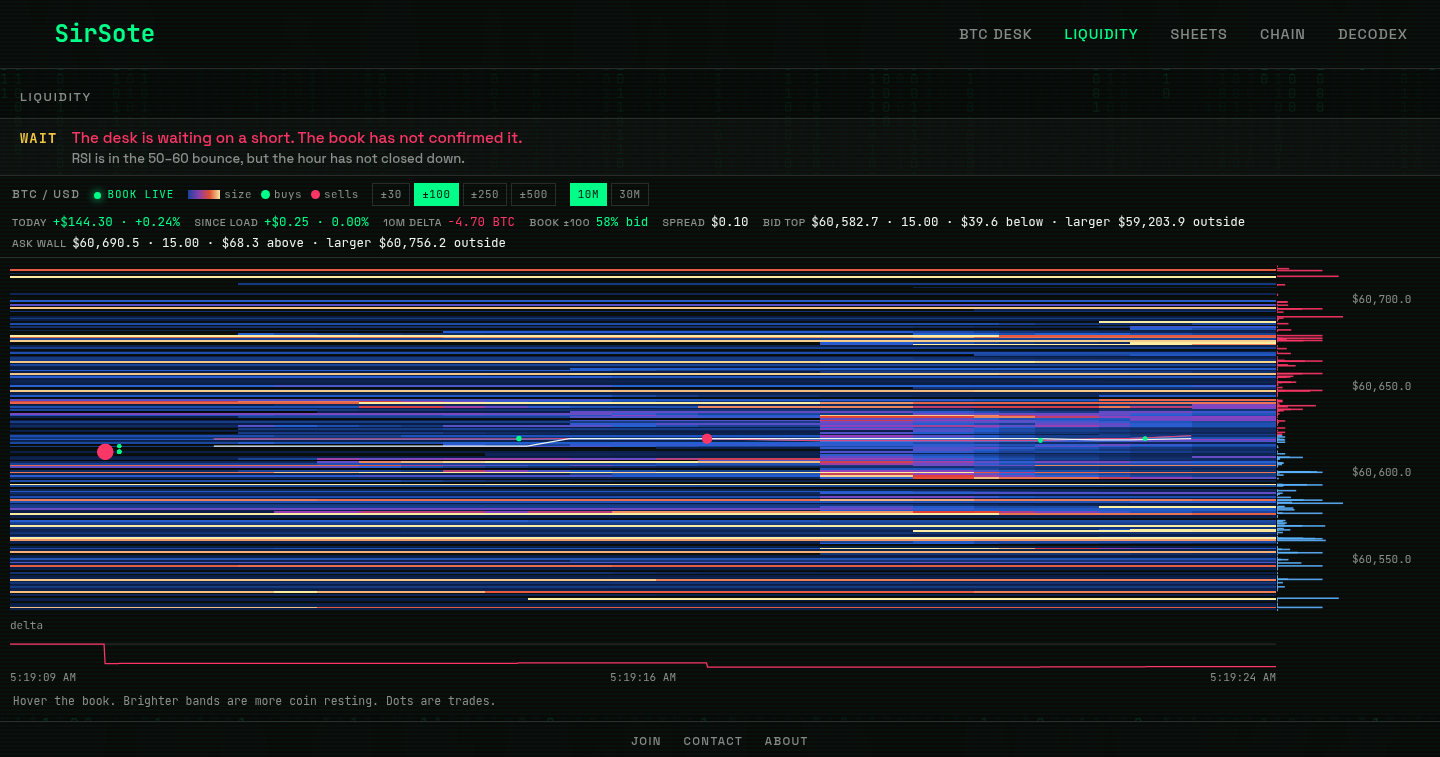 SirSote
BTC DESK LIQUIDITY SHEETS CHAIN DECODEX
LIQUIDITY
WAIT The desk is waiting on a short. The book has not confirmed it.
RSI is in the 50–60 bounce, but the hour has not closed down.
BTC / USD BOOK LIVE size buys sells ±30 ±100 ±250 ±500 10M 30M
TODAY +$144.30 · +0.24% SINCE LOAD +$0.25 · 0.00% 10M DELTA -4.70 BTC BOOK ±100 58% bid SPREAD $0.10 BID TOP $60,582.7 · 15.00 · $39.6 below · larger $59,203.9 outside
ASK WALL $60,690.5 · 15.00 · $68.3 above · larger $60,756.2 outside
$60,700.0
$60,650.0
$60,600.0
$60,550.0
delta
5:19:09 AM 5:19:16 AM 5:19:24 AM
Hover the book. Brighter bands are more coin resting. Dots are trades.
JOIN CONTACT ABOUT